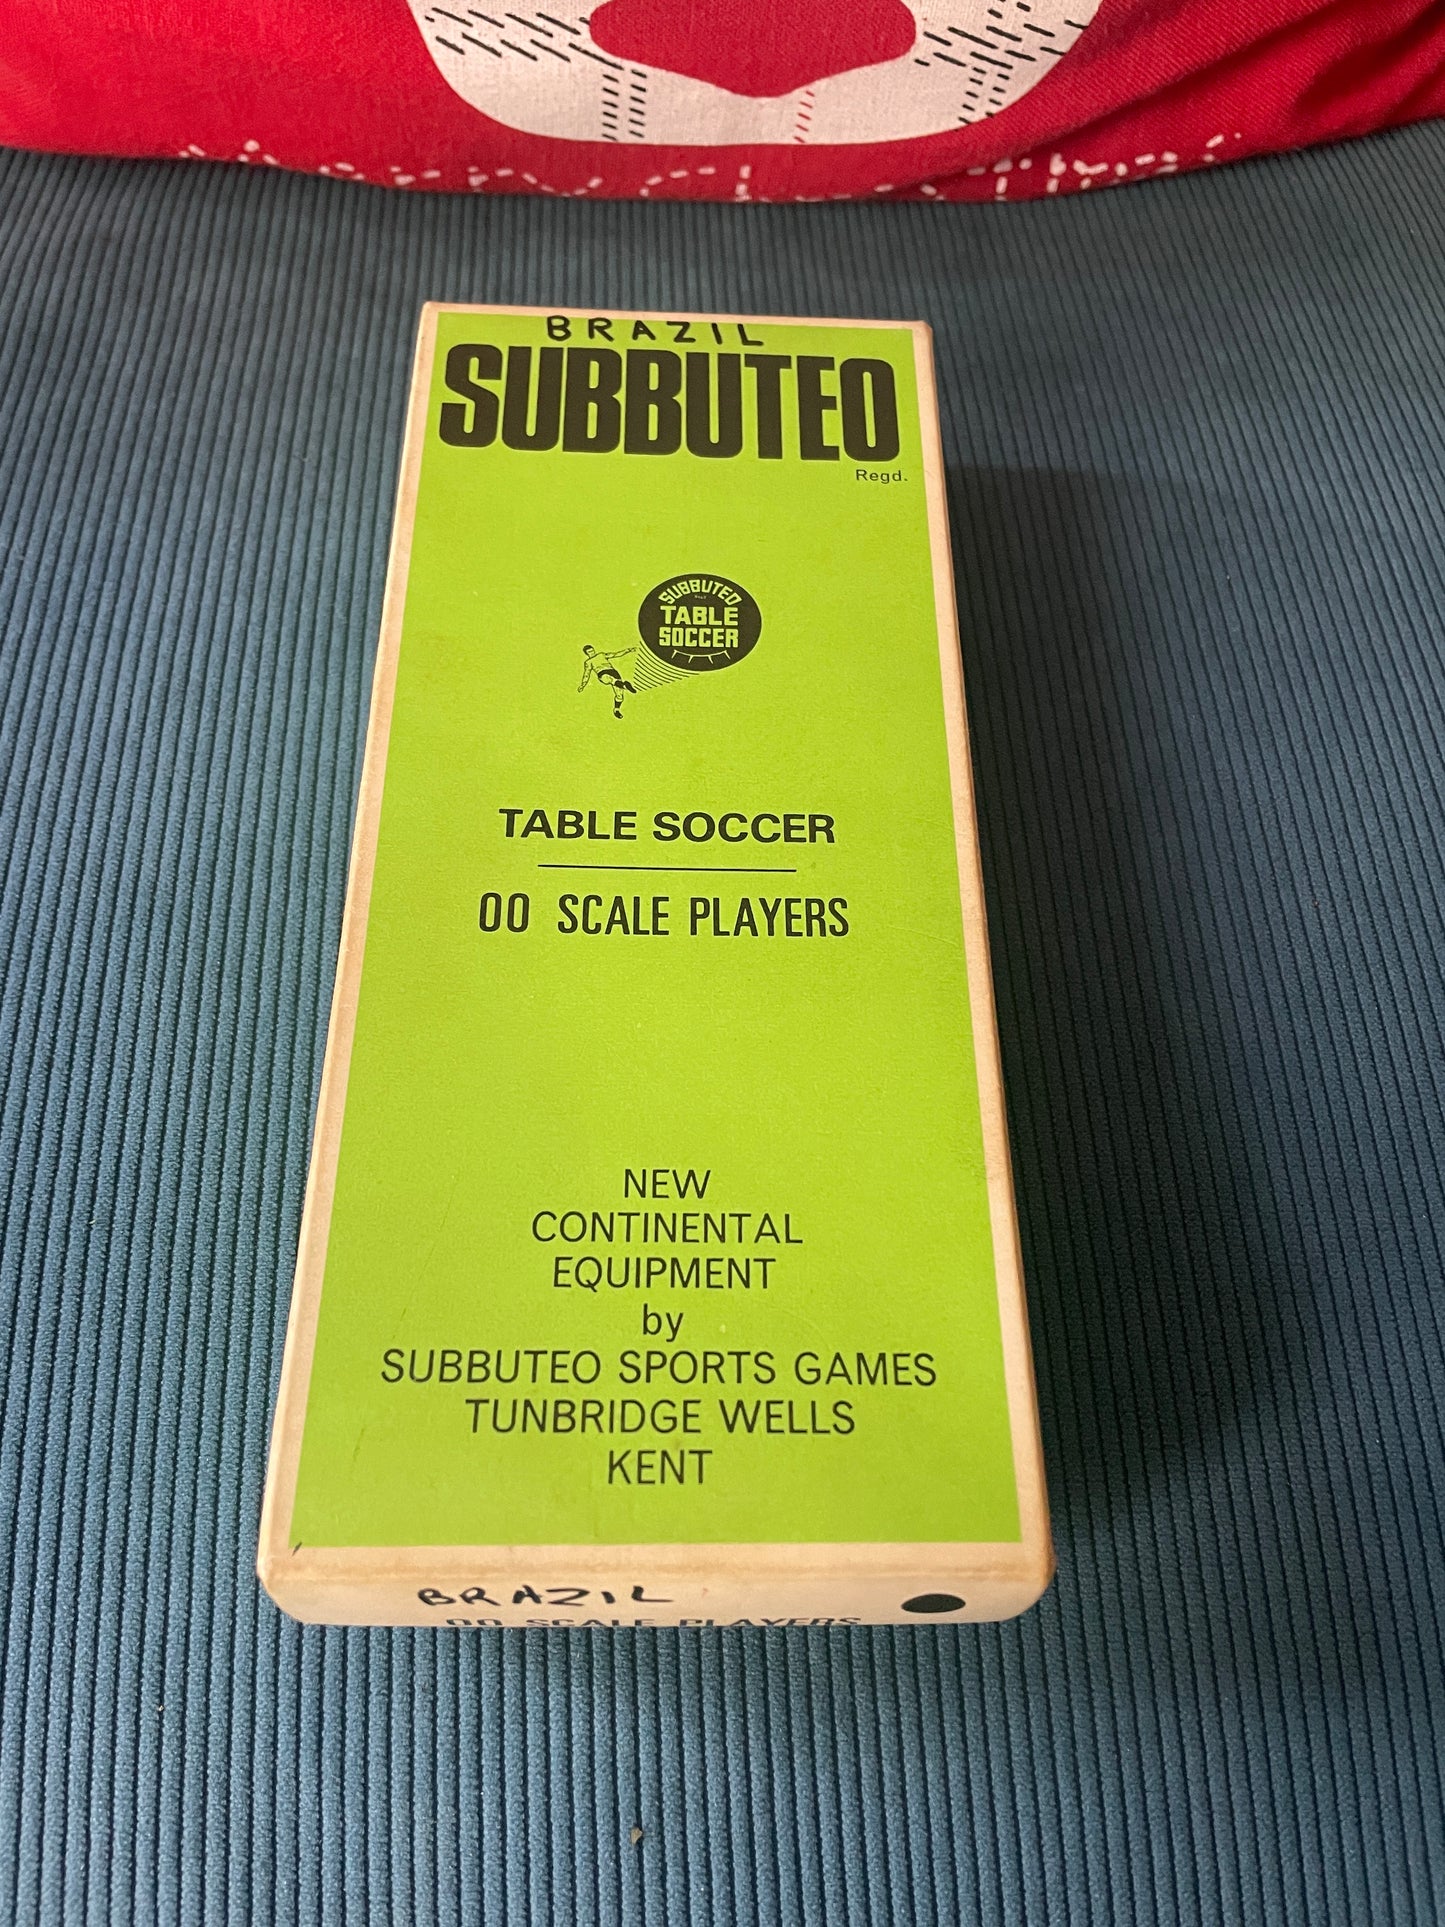 BRAZIL
SUBBUTEO
Regd.
SUBBUTEO
TABLE
SOCCER
TABLE SOCCER
00 SCALE PLAYERS
NEW
CONTINENTAL
EQUIPMENT
by
SUBBUTEO SPORTS GAMES
TUNBRIDGE WELLS
KENT
BRAZIL
00 SCALE PLAYERS